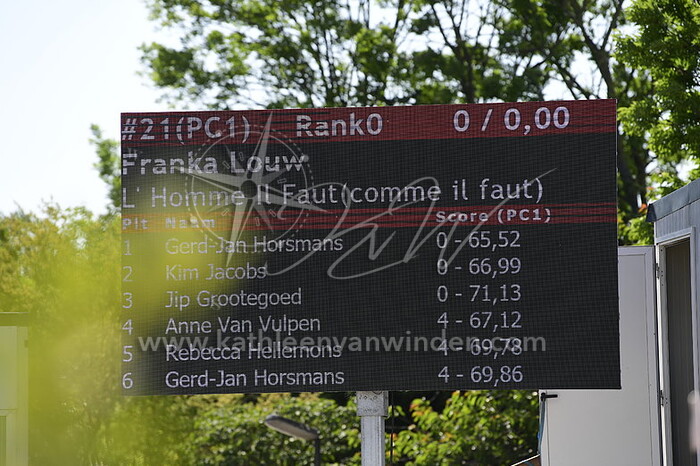 #21(PC1) Rank0 0 / 0,00
Franka Louw
L' Homme Il Faut(comme il faut)
Plt Naam Score (PC1)
1 Gerd-Jan Horsmans 0 - 65,52
2 Kim Jacobs 0 - 66,99
3 Jip Grootegoed 0 - 71,13
4 Anne Van Vulpen 4 - 67,12
www.kathleenvanwinden.com
5 Rebecca Hellemons 4 - 69,78
6 Gerd-Jan Horsmans 4 - 69,86